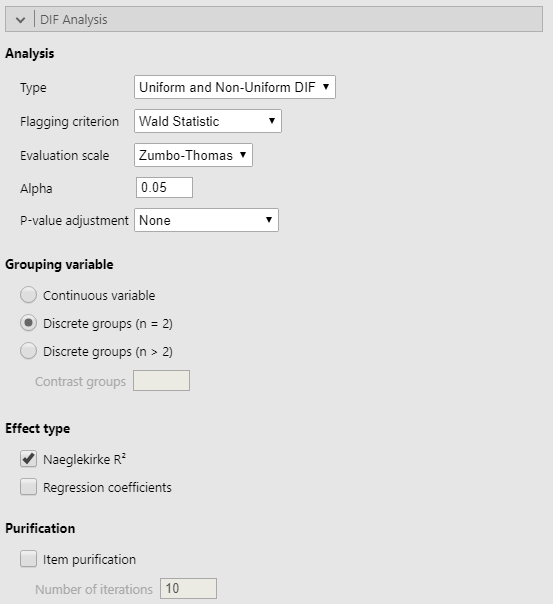 DIF Analysis
Analysis
Type Uniform and Non-Uniform DIF
Flagging criterion Wald Statistic
Evaluation scale Zumbo-Thomas
Alpha 0.05
P-value adjustment None
Grouping variable
Continuous variable
Discrete groups (n = 2)
Discrete groups (n > 2)
Contrast groups
Effect type
Naeglekirke R²
Regression coefficients
Purification
Item purification
Number of iterations 10